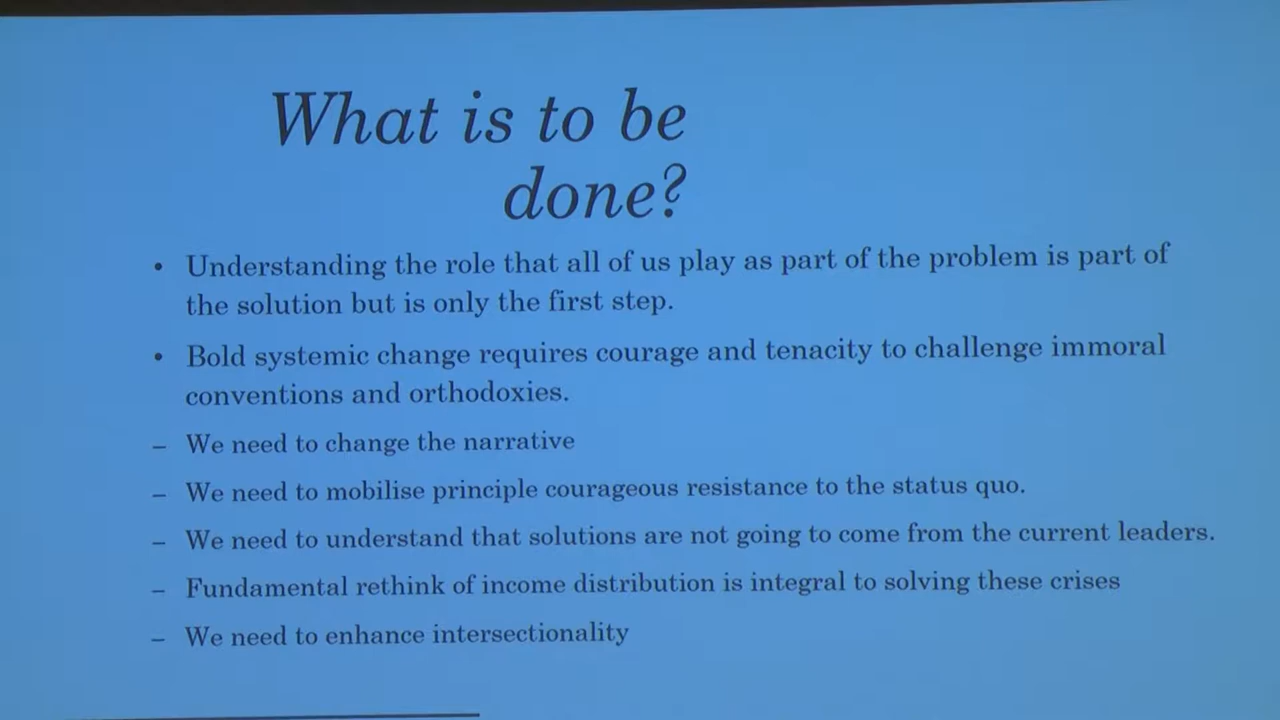 What is to be
done?
• Understanding the role that all of us play as part of the problem is part of
the solution but is only the first step.
• Bold systemic change requires courage and tenacity to challenge immoral
conventions and orthodoxies.
– We need to change the narrative
– We need to mobilise principle courageous resistance to the status quo.
– We need to understand that solutions are not going to come from the current leaders.
– Fundamental rethink of income distribution is integral to solving these crises
– We need to enhance intersectionality